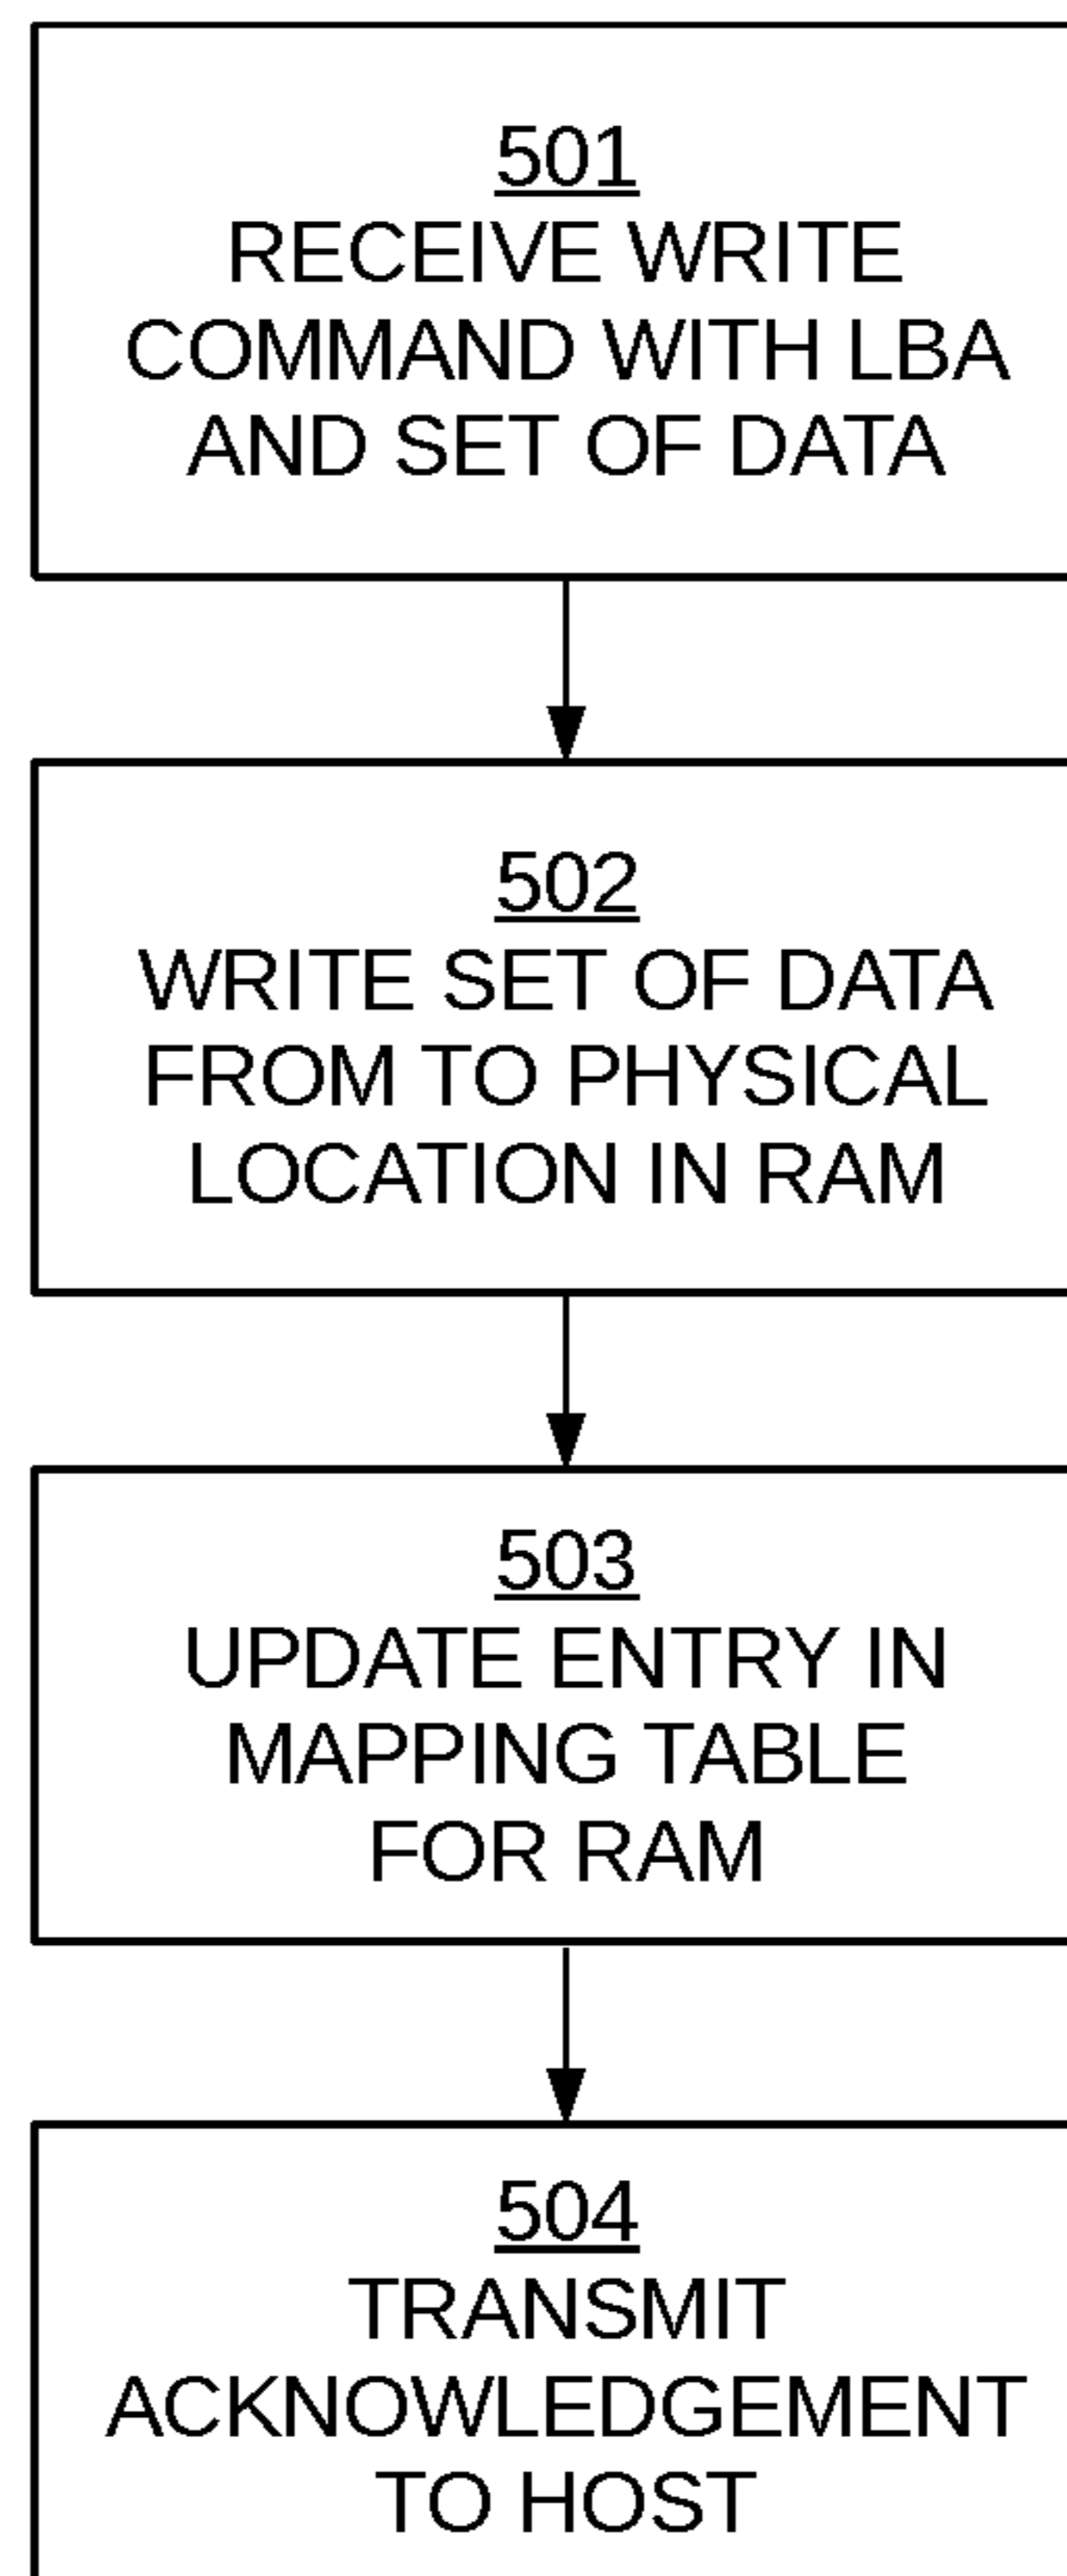 501
RECEIVE WRITE
COMMAND WITH LBA
AND SET OF DATA
502
WRITE SET OF DATA
FROM TO PHYSICAL
LOCATION IN RAM
503
UPDATE ENTRY IN
MAPPING TABLE
FOR RAM
504
TRANSMIT
ACKNOWLEDGEMENT
TO HOST